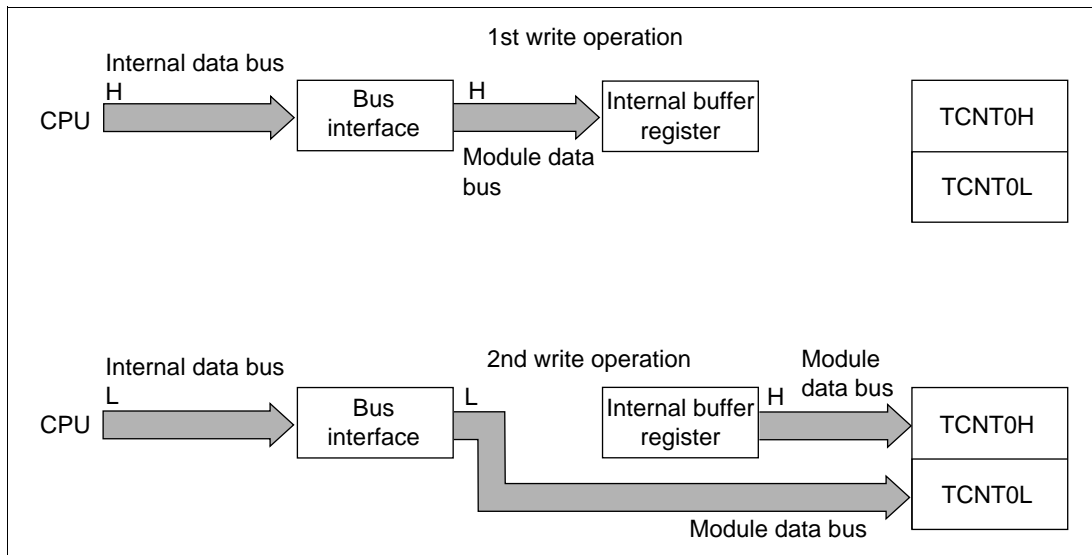 1st write operation
Internal data bus
H
H
CPU
Bus
interface
Internal buffer
register
Module data
bus
TCNT0H
TCNT0L
2nd write operation
Module
data bus
Internal data bus
L
L
H
CPU
Bus
interface
Internal buffer
register
TCNT0H
TCNT0L
Module data bus